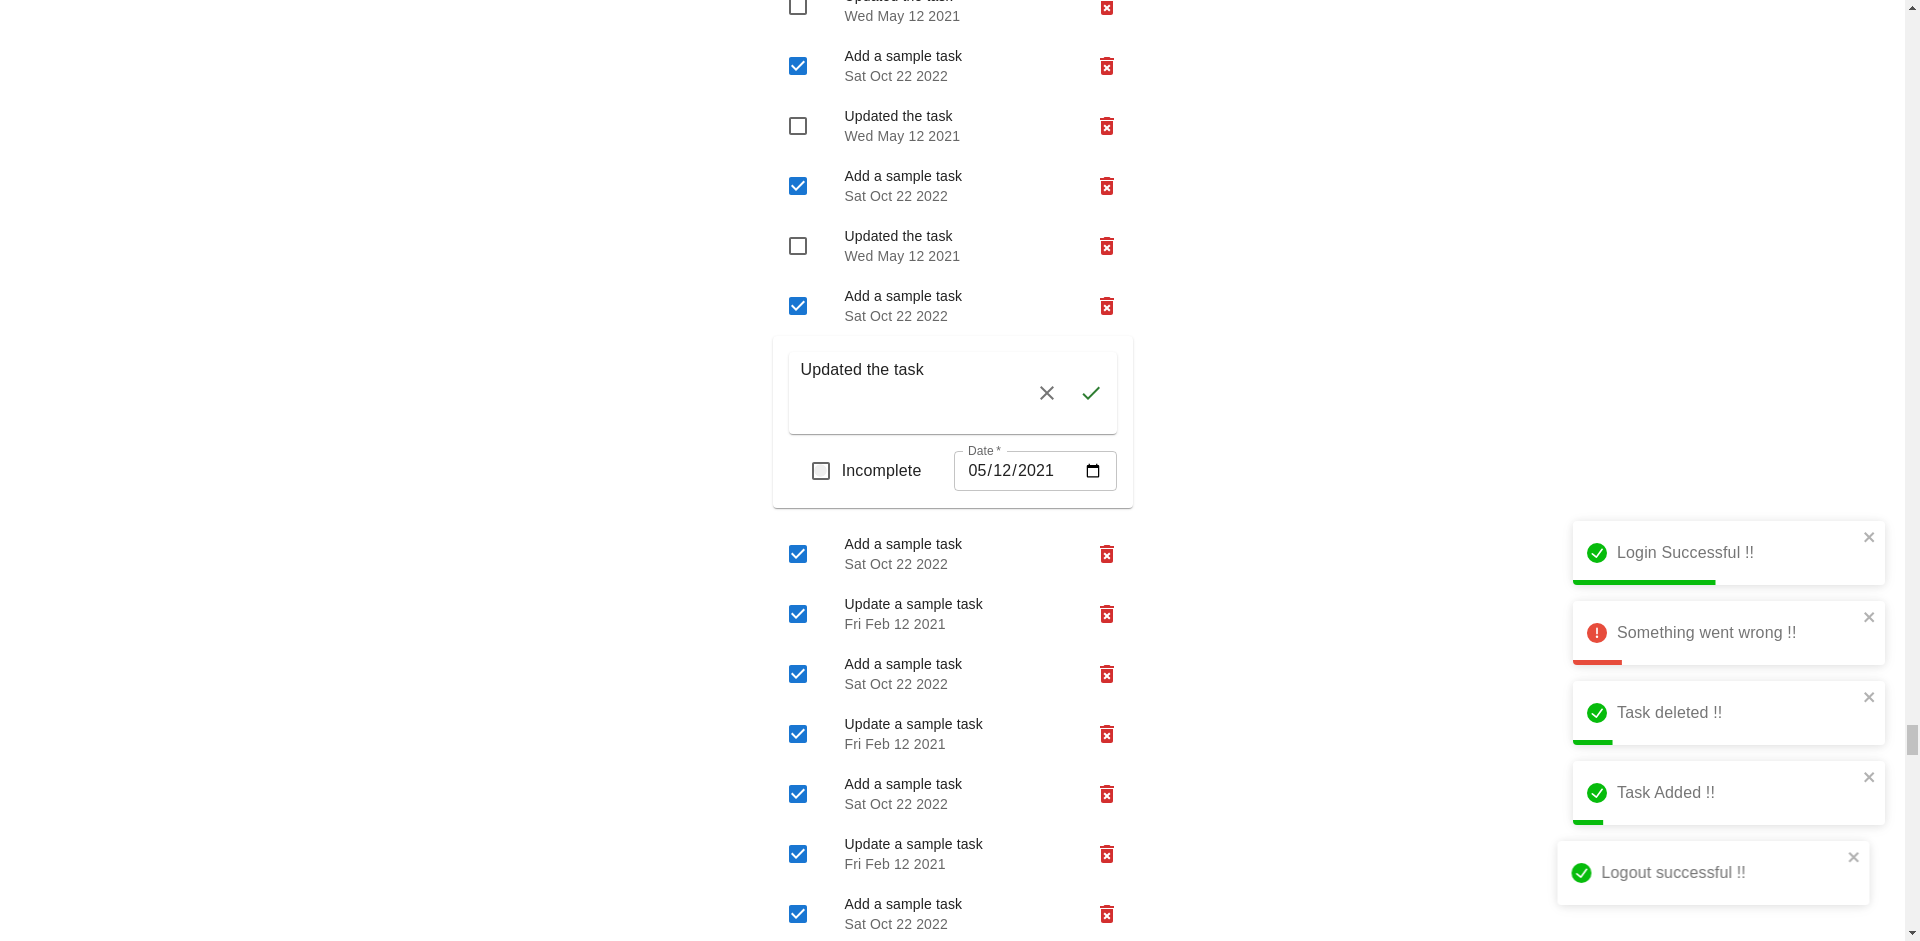 Updated the task
Wed May 12 2021
Add a sample task
Sat Oct 22 2022
Updated the task
Wed May 12 2021
Add a sample task
Sat Oct 22 2022
Updated the task
Wed May 12 2021
Add a sample task
Sat Oct 22 2022
Updated the task
Date *
Incomplete
05/12/2021
Add a sample task
Sat Oct 22 2022
Update a sample task
Fri Feb 12 2021
Add a sample task
Sat Oct 22 2022
Update a sample task
Fri Feb 12 2021
Add a sample task
Sat Oct 22 2022
Update a sample task
Fri Feb 12 2021
Add a sample task
Sat Oct 22 2022
Login Successful !!
Something went wrong !!
Task deleted !!
Task Added !!
Logout successful !!